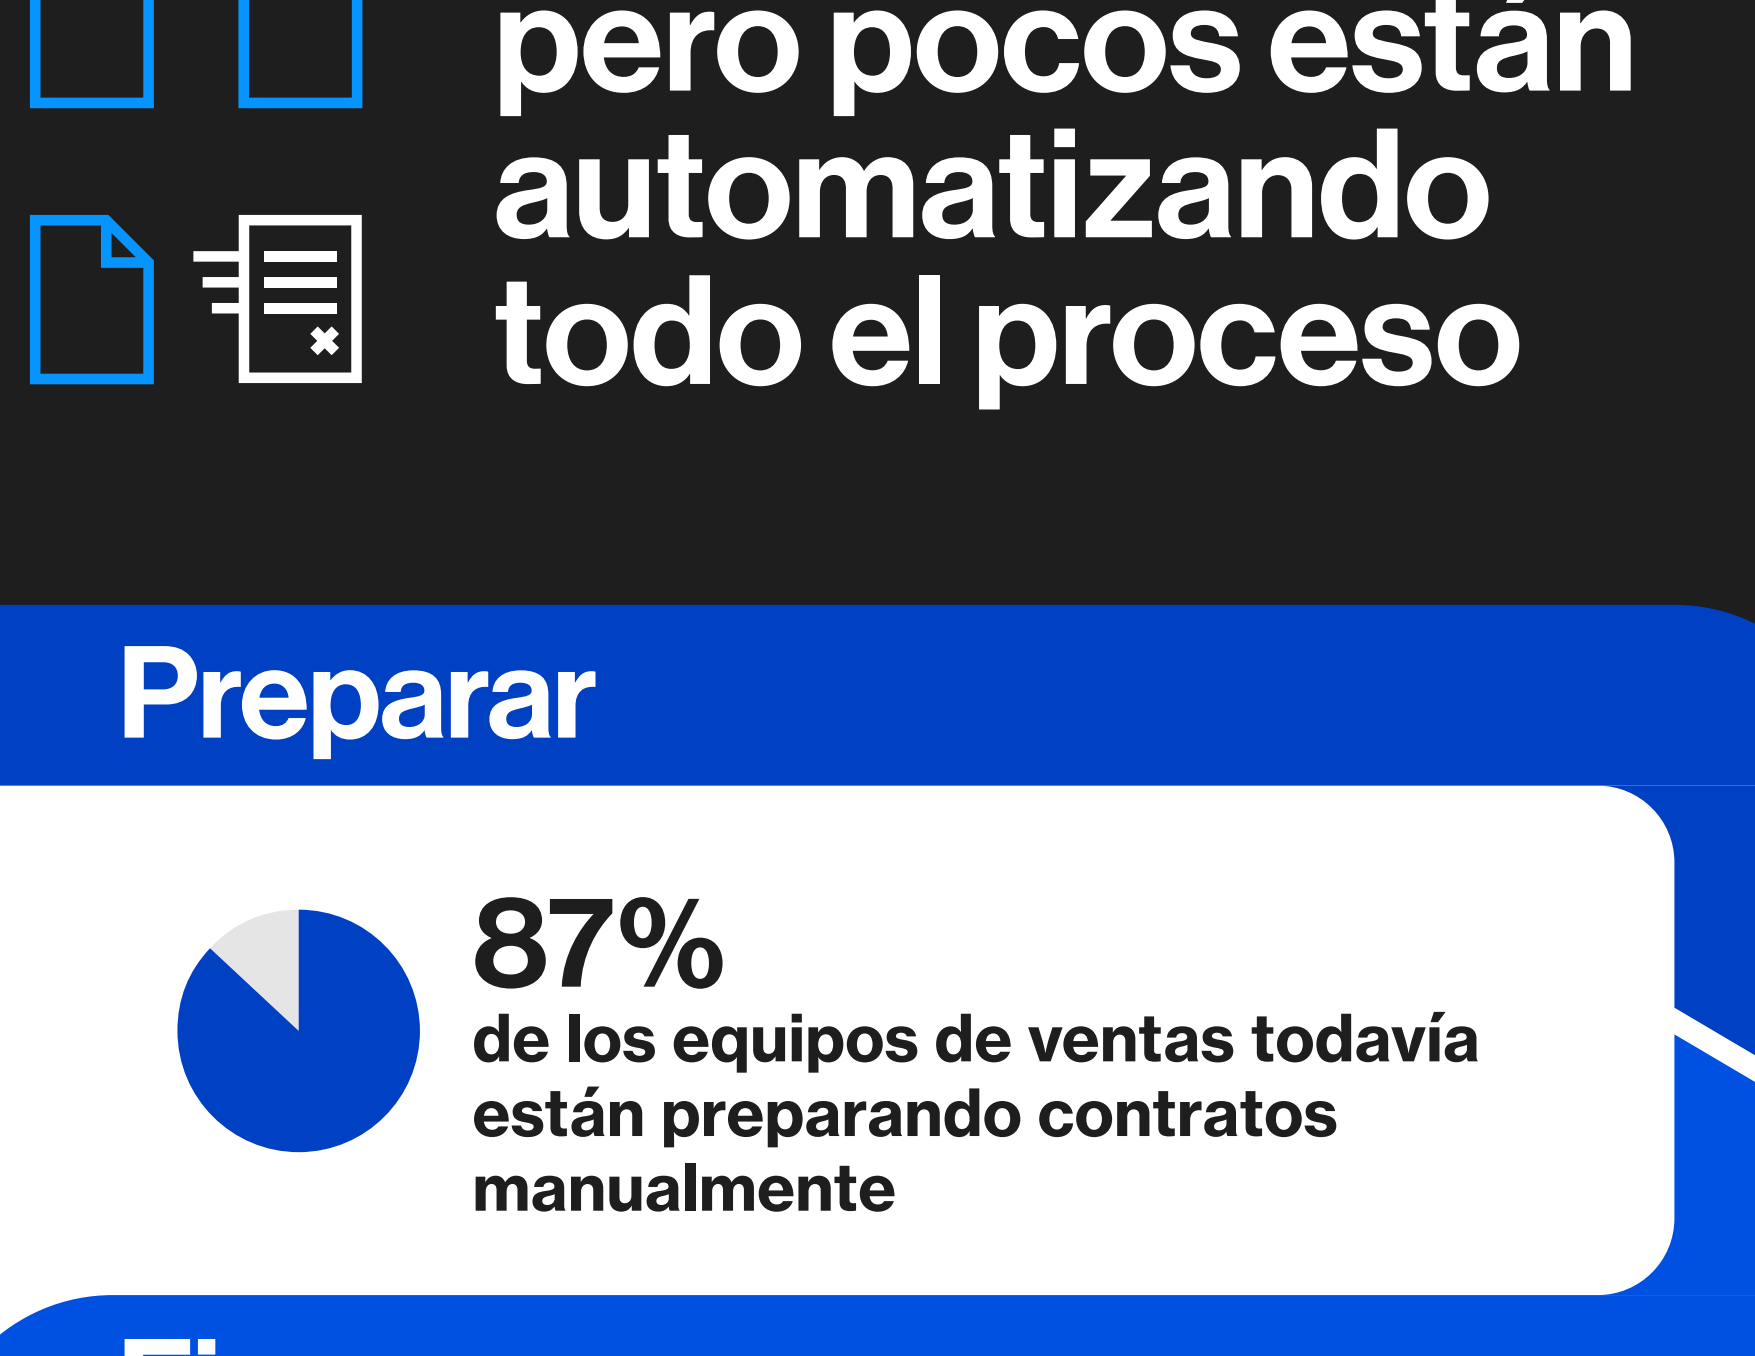 pero pocos están
automatizando
todo el proceso
Preparar
87%
de los equipos de ventas todavía
están preparando contratos
manualmente